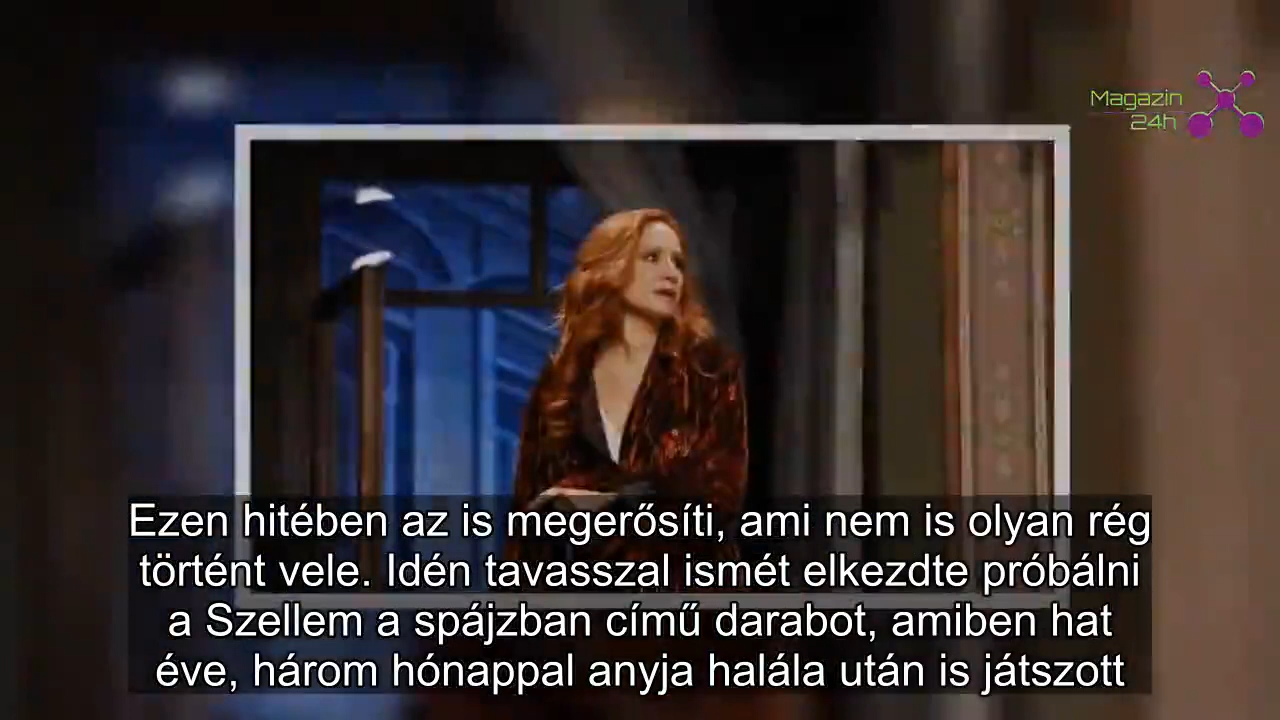 Magazin
24h
Ezen hitében az is megerősíti, ami nem is olyan rég
történt vele. Idén tavasszal ismét elkezdte próbálni
a Szellem a spájzban című darabot, amiben hat
éve, három hónappal anyja halála után is játszott